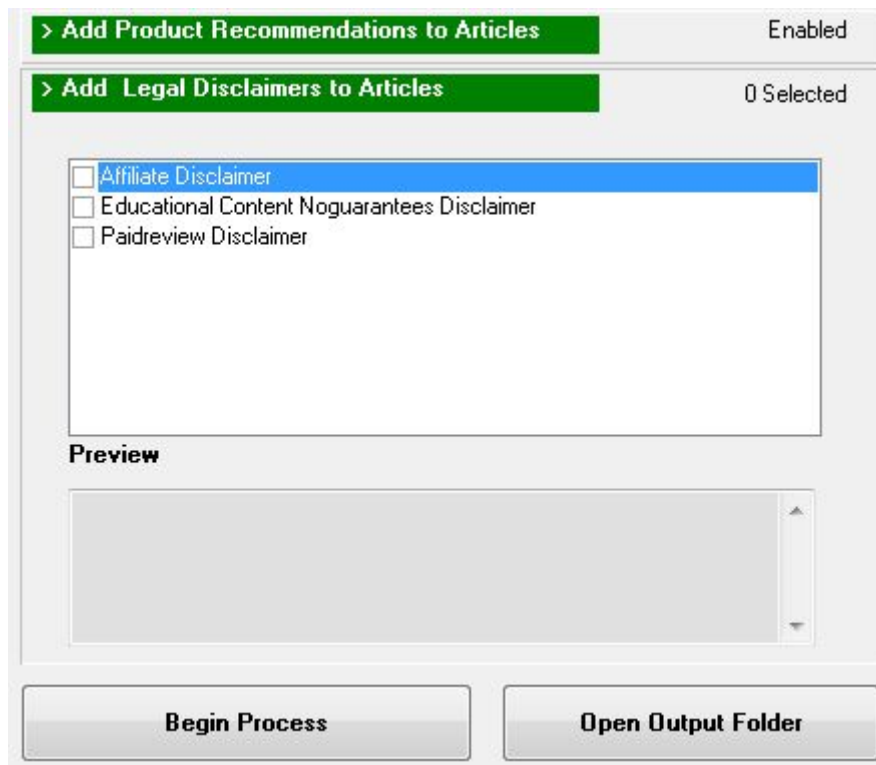 > Add Product Recommendations to Articles Enabled
> Add  Legal Disclaimers to Articles 0 Selected
Affiliate Disclaimer
Educational Content Noguarantees Disclaimer
Paidreview Disclaimer
Preview
Begin Process Open Output Folder